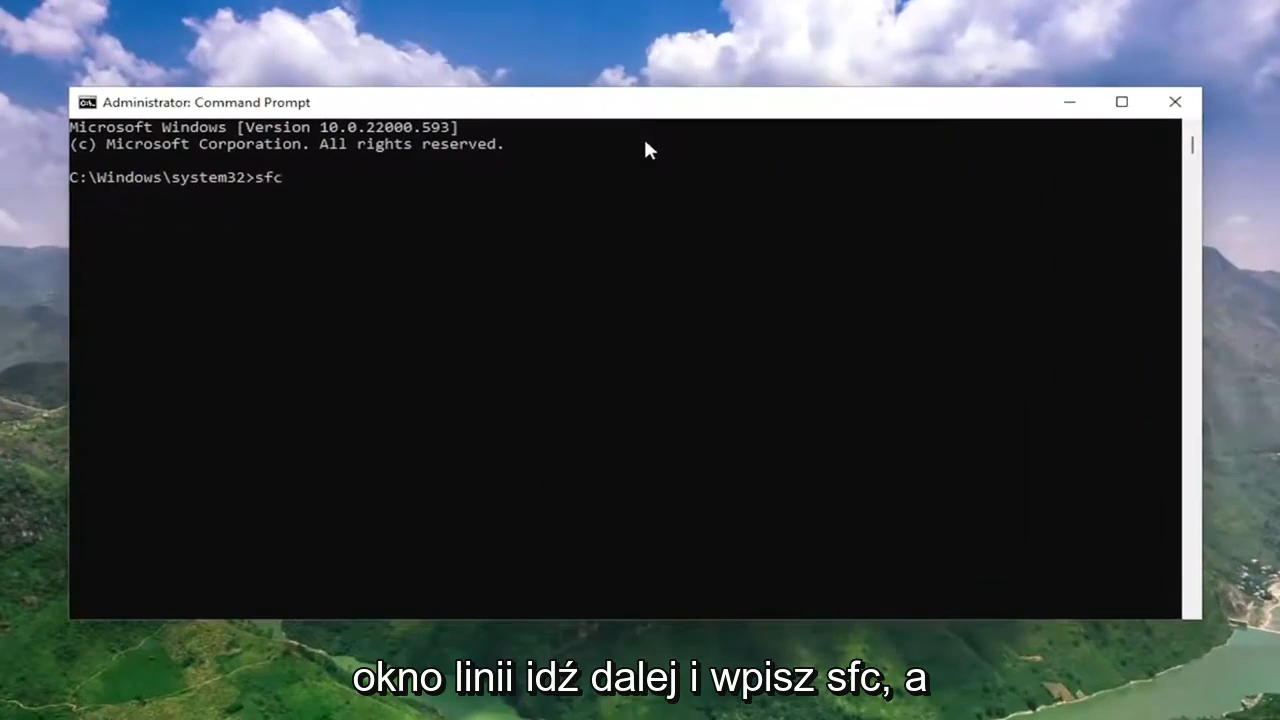 Administrator: Command Prompt
Microsoft Windows [Version 10.0.22000.593]
(c) Microsoft Corporation. All rights reserved.
C:\Windows\system32>sfc
okno linii idź dalej i wpisz sfc, a